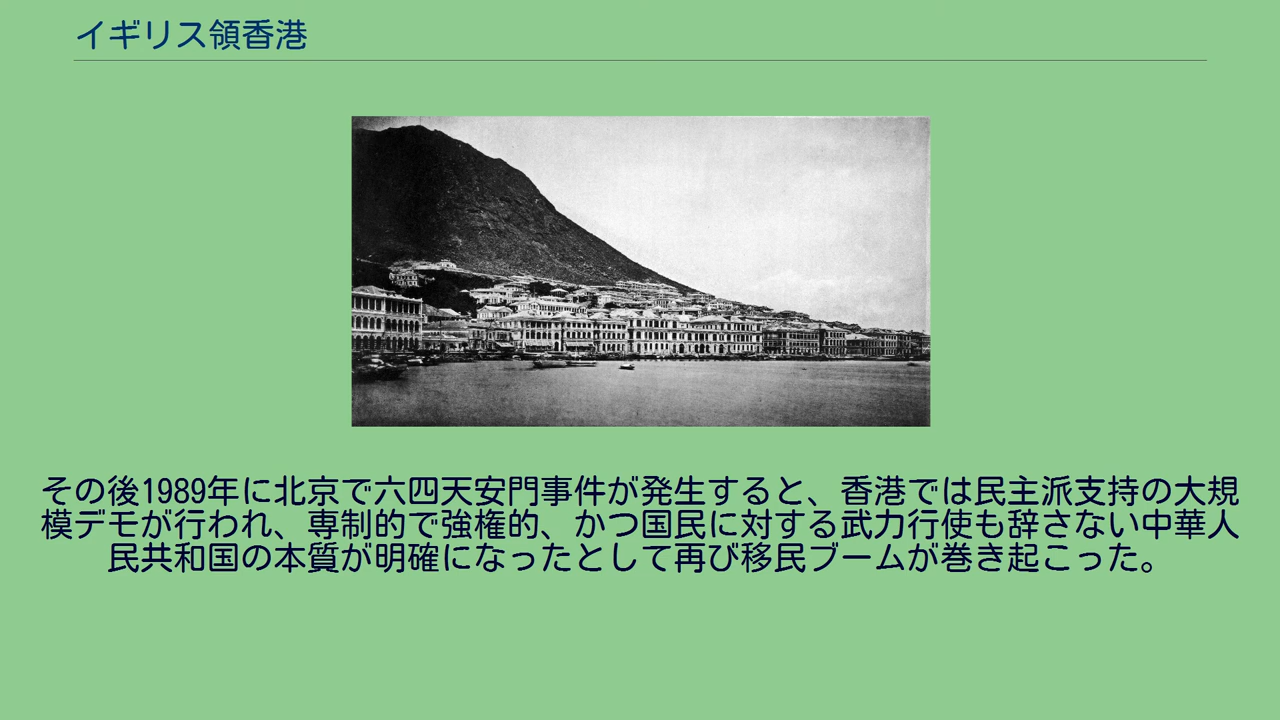 イギリス領香港
その後1989年に北京で六四天安門事件が発生すると、香港では民主派支持の大規
模デモが行われ、専制的で強権的、かつ国民に対する武力行使も辞さない中華人
民共和国の本質が明確になったとして再び移民ブームが巻き起こった。